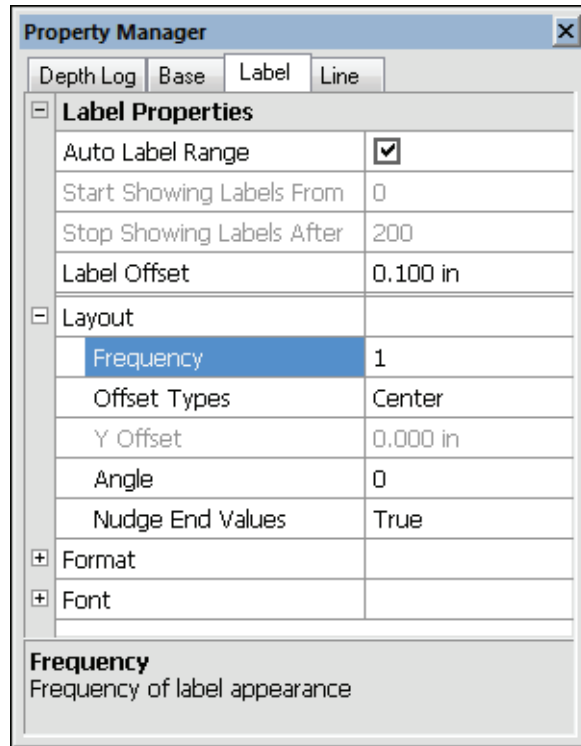 Property Manager
Depth Log Base Label Line
Label Properties
Auto Label Range
Start Showing Labels From 0
Stop Showing Labels After 200
Label Offset 0.100 in
Layout
Frequency 1
Offset Types Center
Y Offset 0.000 in
Angle 0
Nudge End Values True
Format
Font
Frequency
Frequency of label appearance